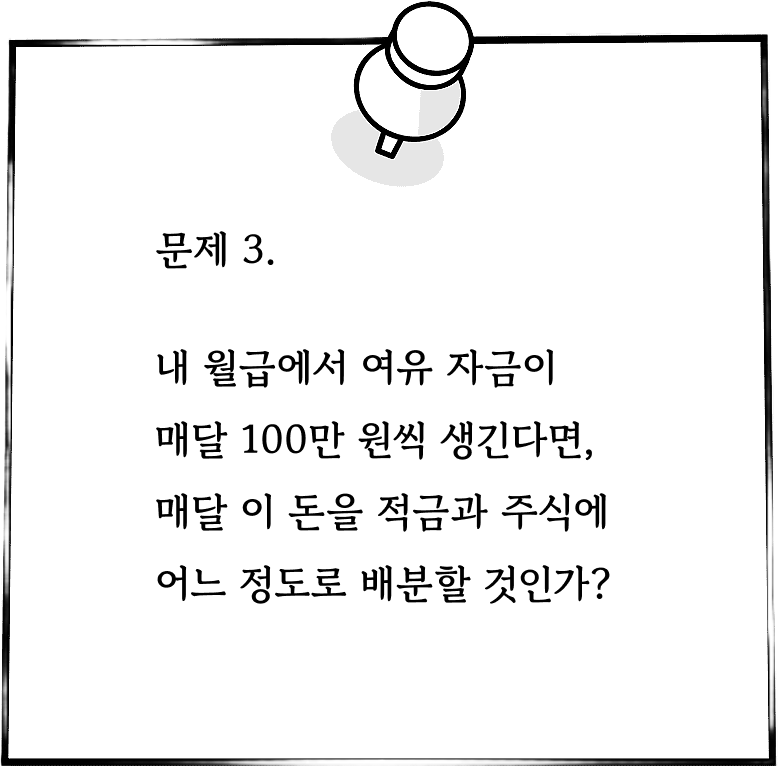 문제 3.
내 월급에서 여유 자금이
매달 100만 원씩 생긴다면,
매달 이 돈을 적금과 주식에
어느 정도로 배분할 것인가?